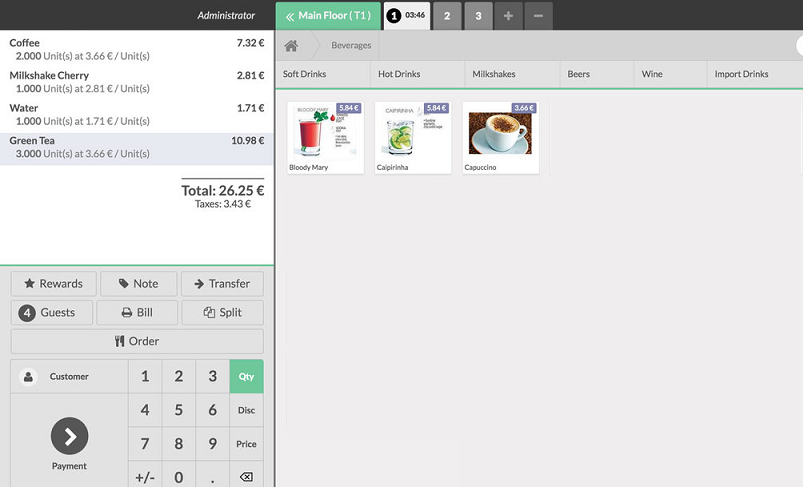 Administrator
Main Floor ( T1 )
1 03:46
2
3
+
−
Beverages
Coffee 7.32 €
2.000 Unit(s) at 3.66 € / Unit(s)
Milkshake Cherry 2.81 €
1.000 Unit(s) at 2.81 € / Unit(s)
Water 1.71 €
1.000 Unit(s) at 1.71 € / Unit(s)
Green Tea 10.98 €
3.000 Unit(s) at 3.66 € / Unit(s)
Total: 26.25 €
Taxes: 3.43 €
Rewards
Note
Transfer
4 Guests
Bill
Split
Order
Customer
1 2 3 Qty
4 5 6 Disc
7 8 9 Price
+/- 0 .
Payment
Soft Drinks
Hot Drinks
Milkshakes
Beers
Wine
Import Drinks
BLOODY MARY
5.84 €
Bloody Mary
CAIPIRINHA
5.84 €
Caipirinha
3.66 €
Capuccino